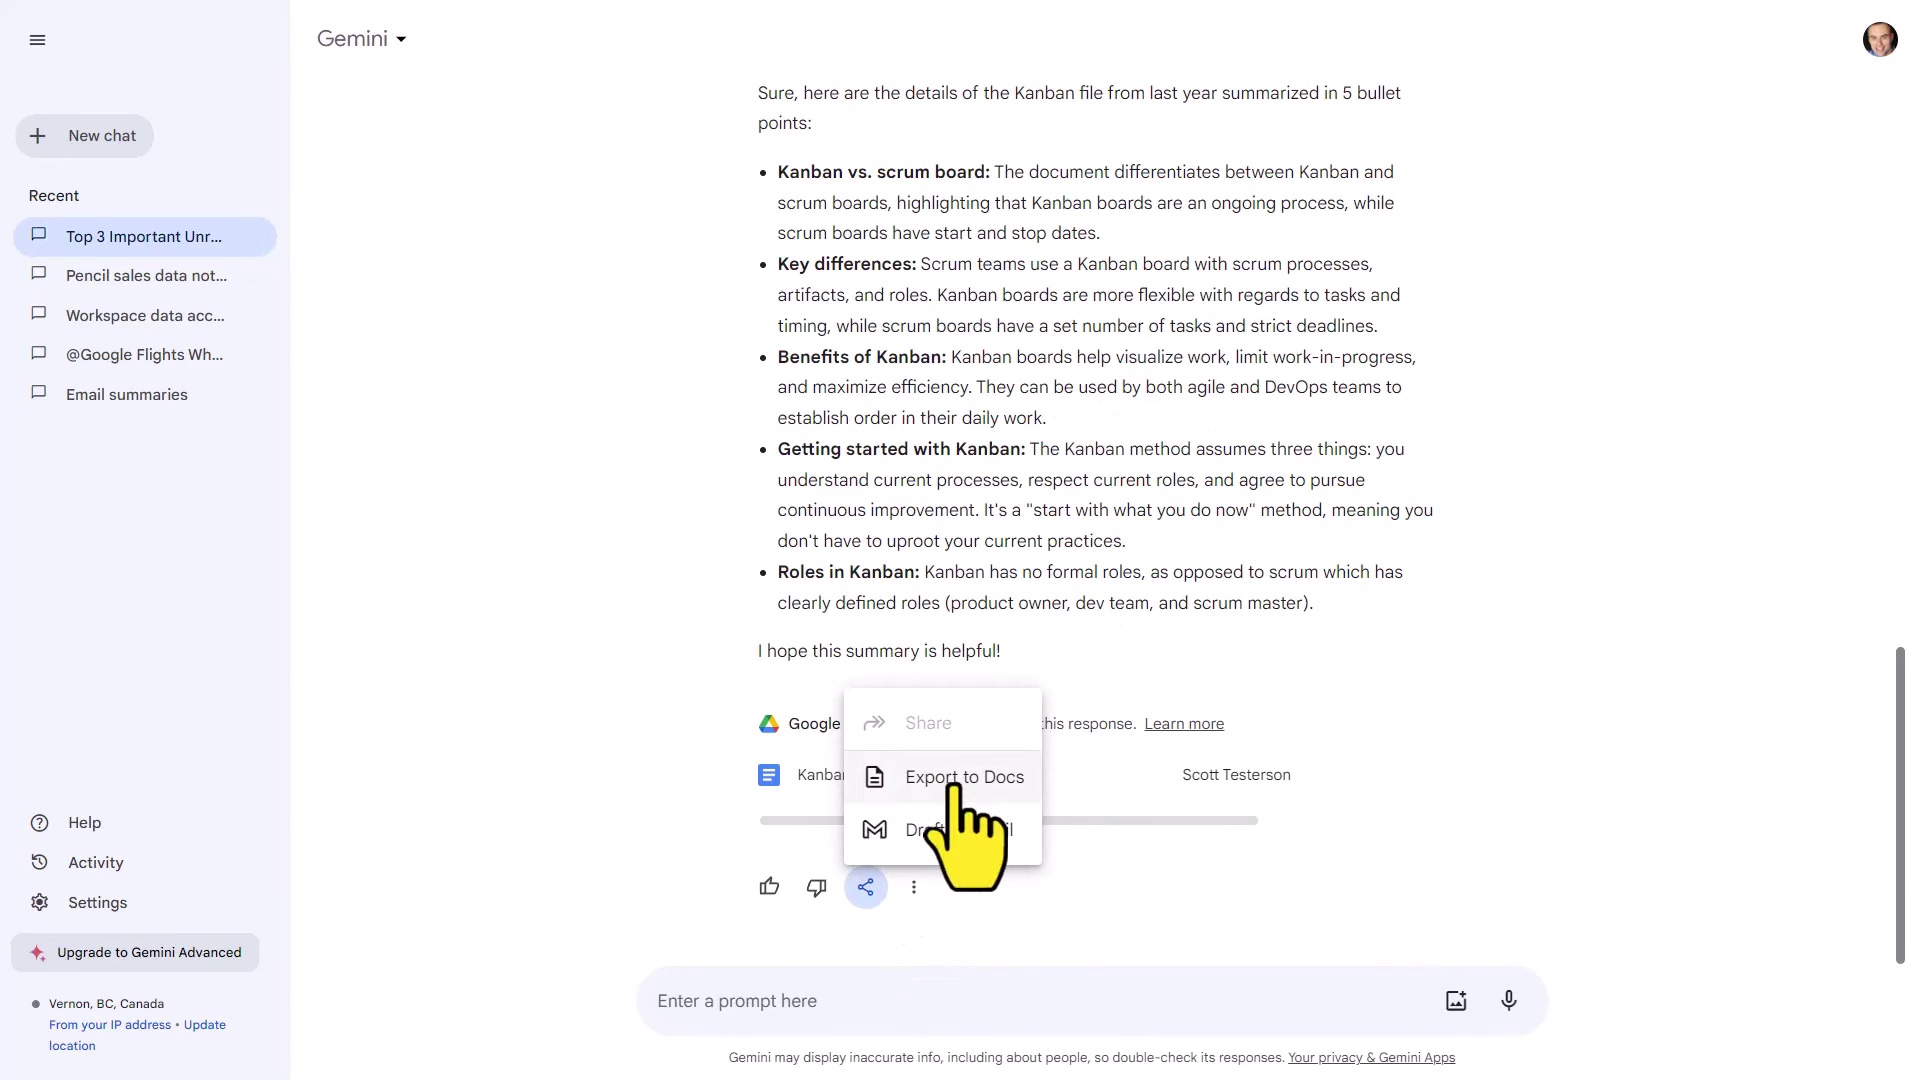 Gemini
New chat
Recent
Top 3 Important Unr...
Pencil sales data not...
Workspace data acc...
@Google Flights Wh...
Email summaries
Help
Activity
Settings
Upgrade to Gemini Advanced
Vernon, BC, Canada
From your IP address • Update
location
Sure, here are the details of the Kanban file from last year summarized in 5 bullet
points:
• Kanban vs. scrum board: The document differentiates between Kanban and
scrum boards, highlighting that Kanban boards are an ongoing process, while
scrum boards have start and stop dates.
• Key differences: Scrum teams use a Kanban board with scrum processes,
artifacts, and roles. Kanban boards are more flexible with regards to tasks and
timing, while scrum boards have a set number of tasks and strict deadlines.
• Benefits of Kanban: Kanban boards help visualize work, limit work-in-progress,
and maximize efficiency. They can be used by both agile and DevOps teams to
establish order in their daily work.
• Getting started with Kanban: The Kanban method assumes three things: you
understand current processes, respect current roles, and agree to pursue
continuous improvement. It's a "start with what you do now" method, meaning you
don't have to uproot your current practices.
• Roles in Kanban: Kanban has no formal roles, as opposed to scrum which has
clearly defined roles (product owner, dev team, and scrum master).
I hope this summary is helpful!
Google this response. Learn more
Share
Export to Docs
Scott Testerson
Enter a prompt here
Gemini may display inaccurate info, including about people, so double-check its responses. Your privacy & Gemini Apps